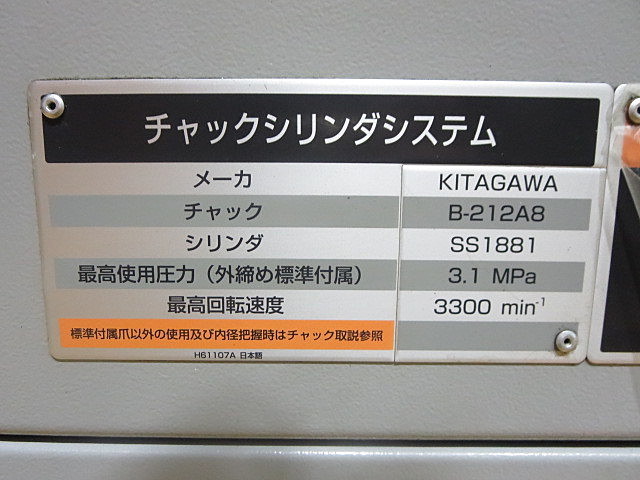 チャックシリンダシステム
メーカ KITAGAWA
チャック B-212A8
シリンダ SS1881
最高使用圧力（外締め標準付属） 3.1 MPa
最高回転速度 3300 min⁻¹
標準付属爪以外の使用及び内径把握時はチャック取説参照
H61107A 日本語